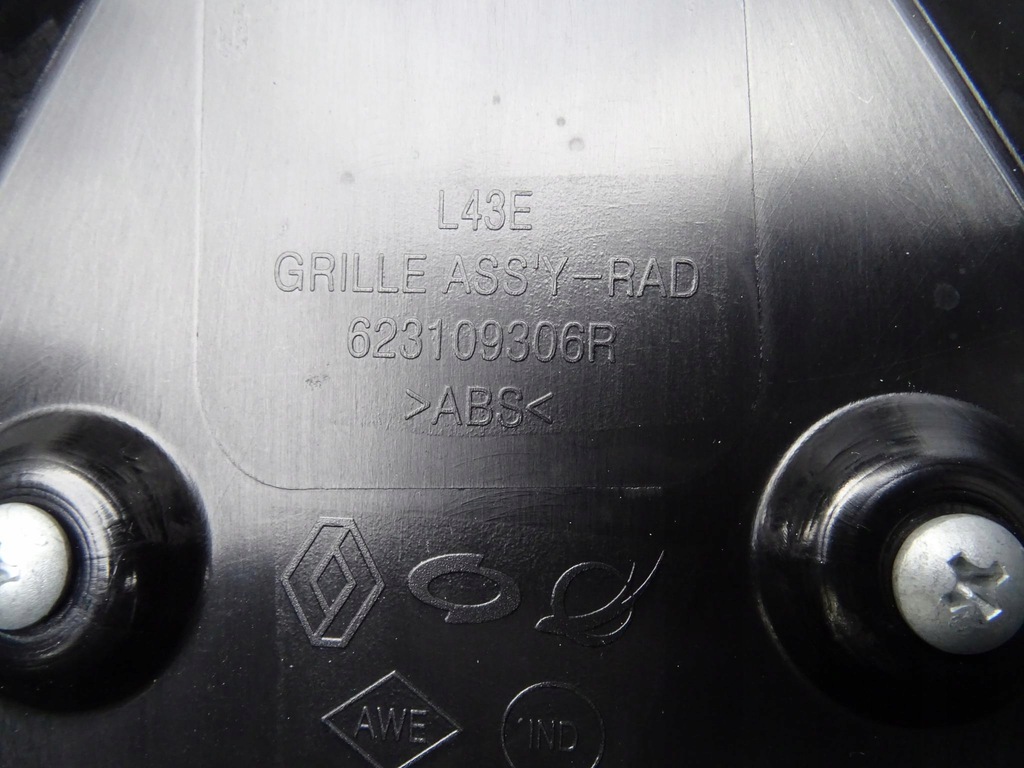 L43E
GRILLE ASS'Y-RAD
623109306R
>ABS<
AWE
'IND